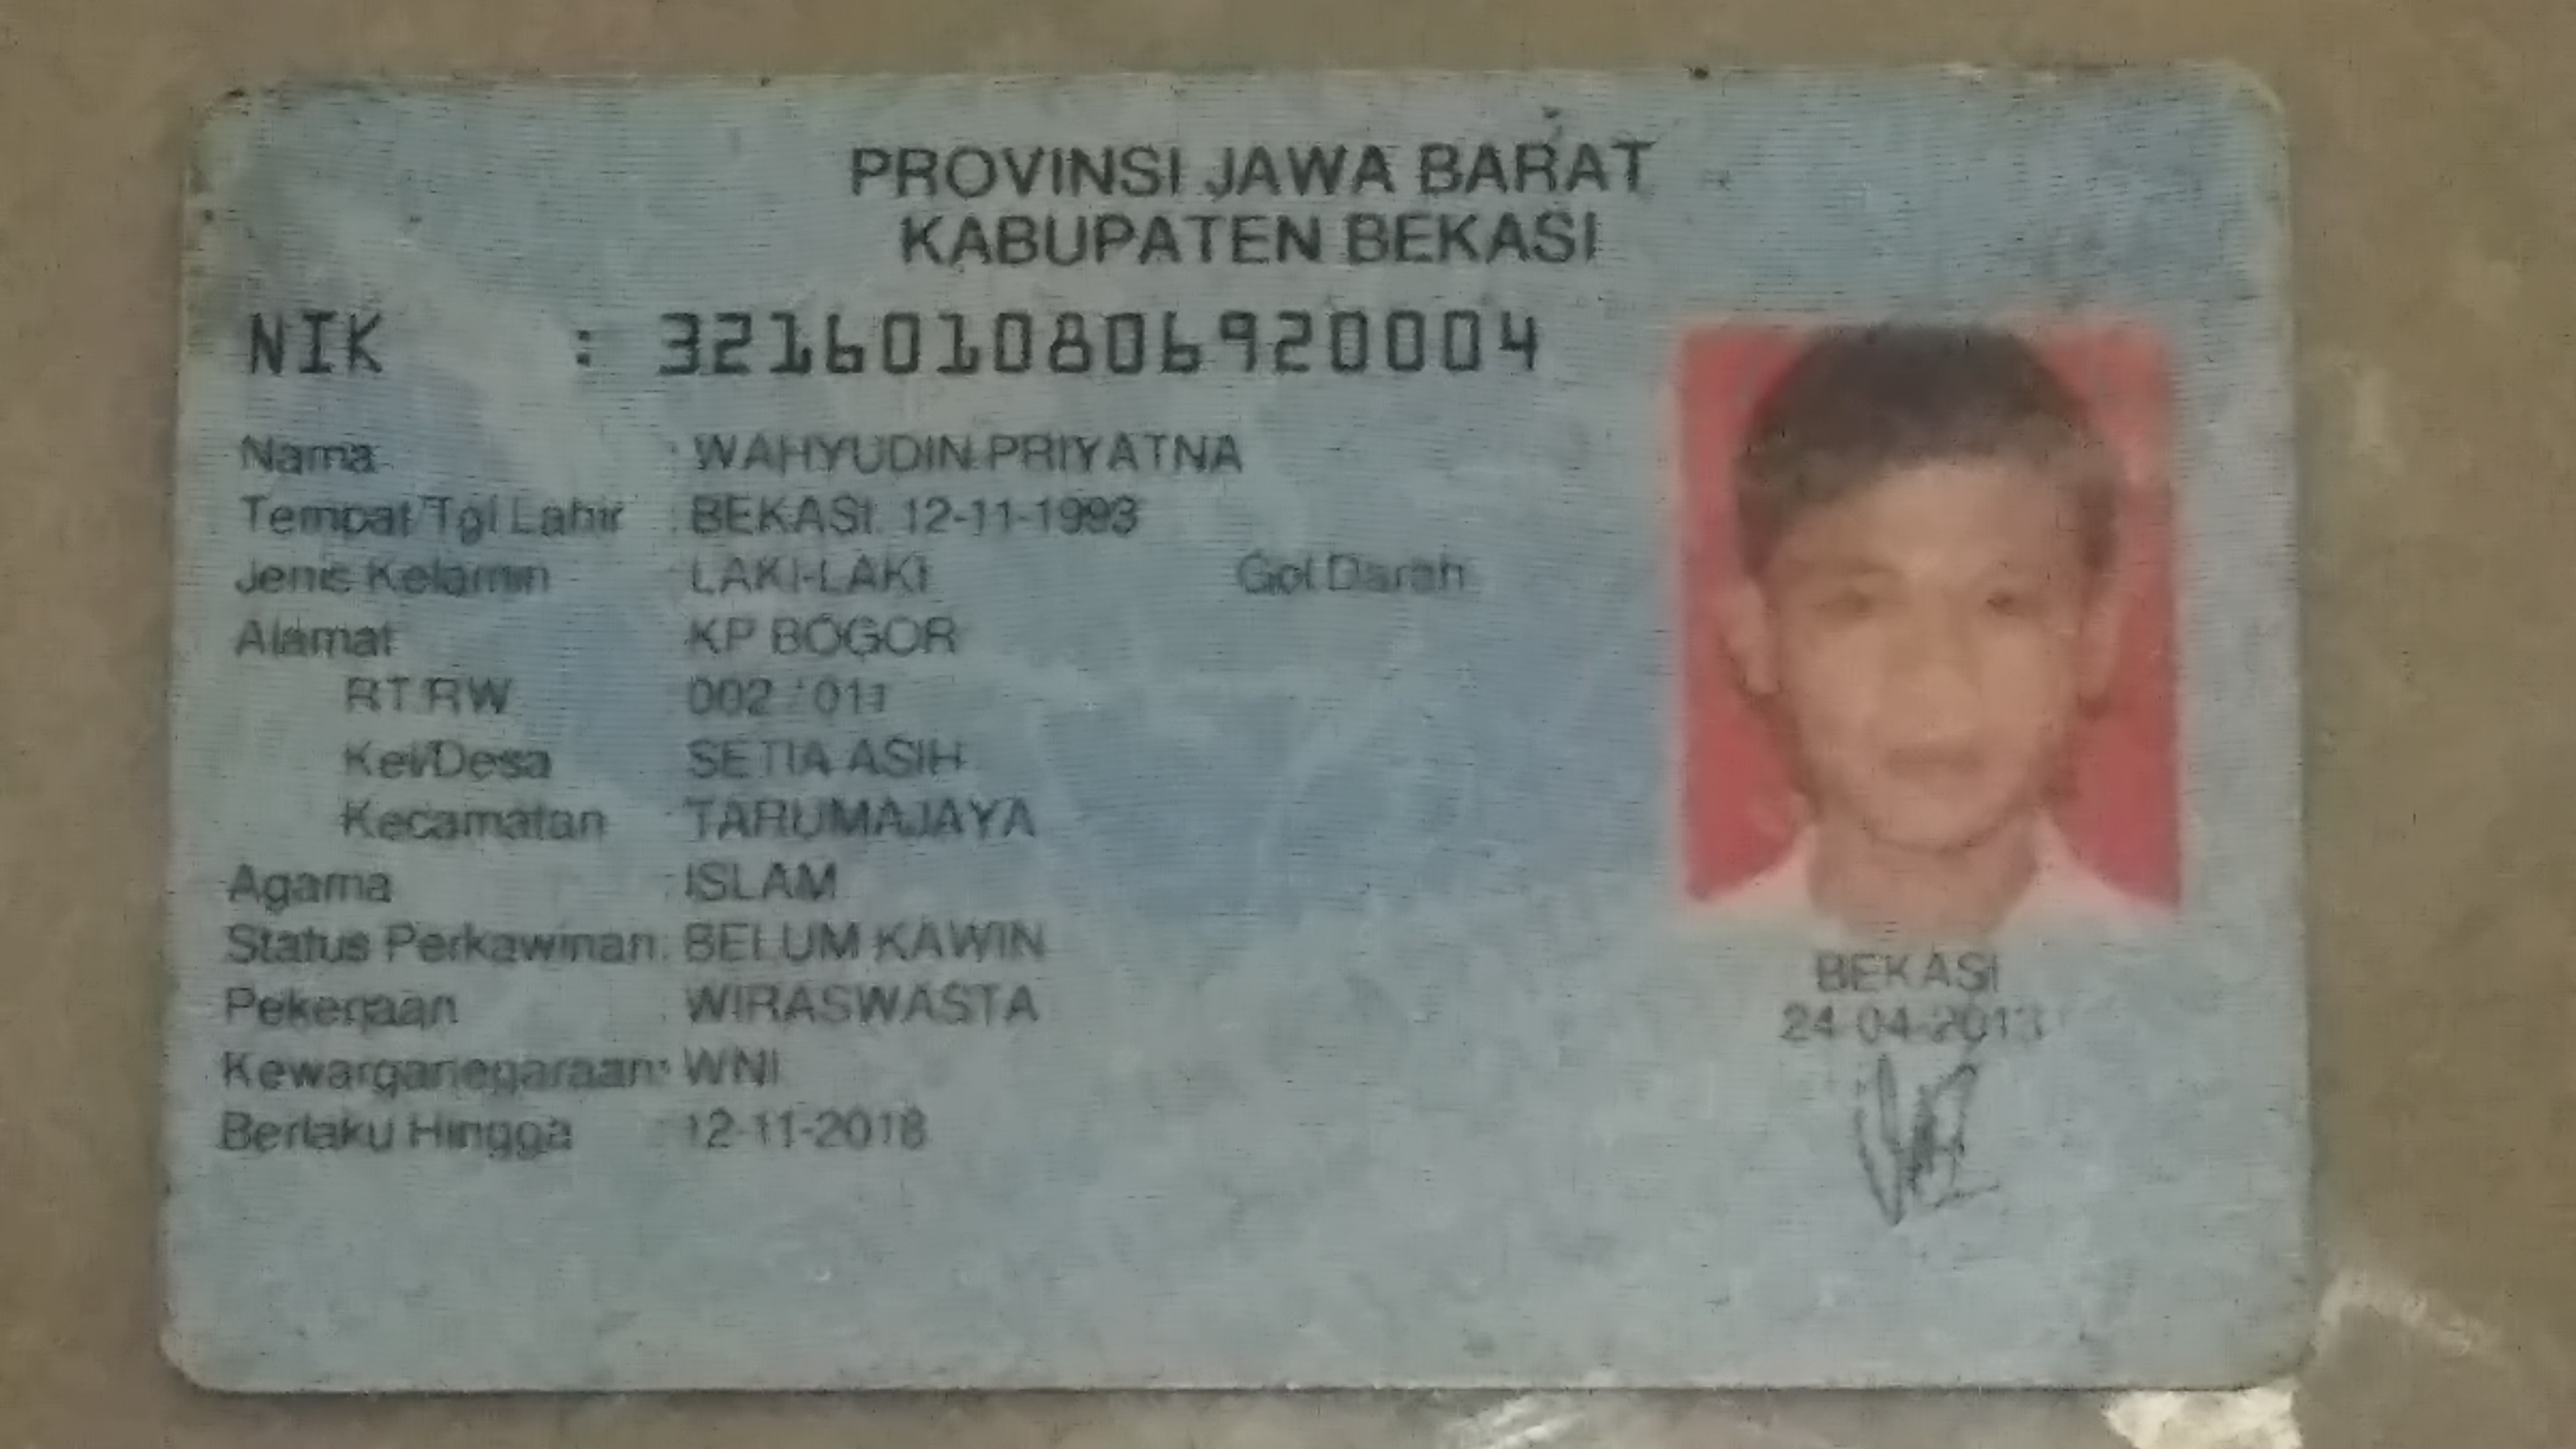 PROVINSI JAWA BARAT
KABUPATEN BEKASI
NIK : 3216010806920004
Nama : WAHYUDIN PRIYATNA
Tempat/Tgl Lahir : BEKASI, 12-11-1993
Jenis Kelamin : LAKI-LAKI Gol Darah
Alamat : KP BOGOR
RT/RW : 002 / 011
Kel/Desa : SETIA ASIH
Kecamatan : TARUMAJAYA
Agama : ISLAM
Status Perkawinan : BELUM KAWIN
Pekerjaan : WIRASWASTA
Kewarganegaraan : WNI
Berlaku Hingga : 12-11-2018
BEKASI
24-04-2013